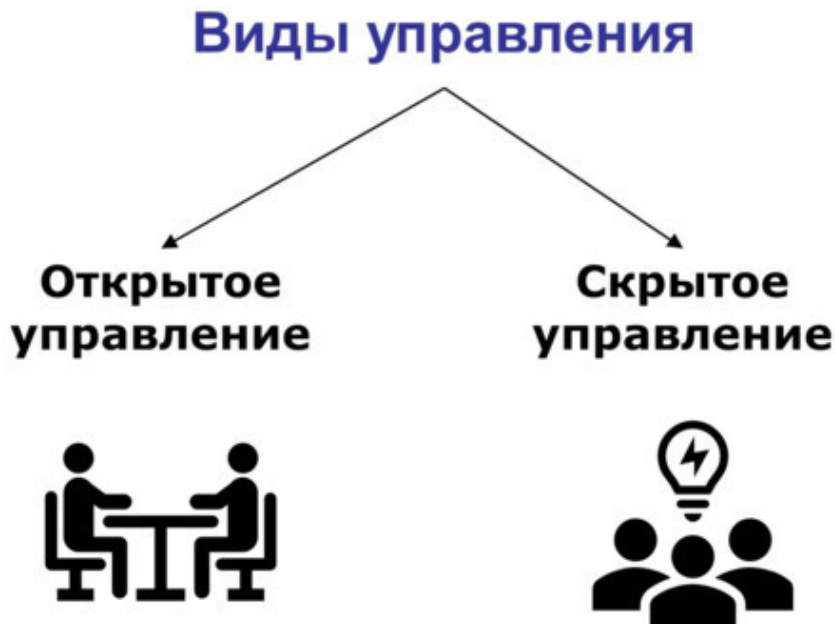 Виды управления
Открытое
управление
Скрытое
управление